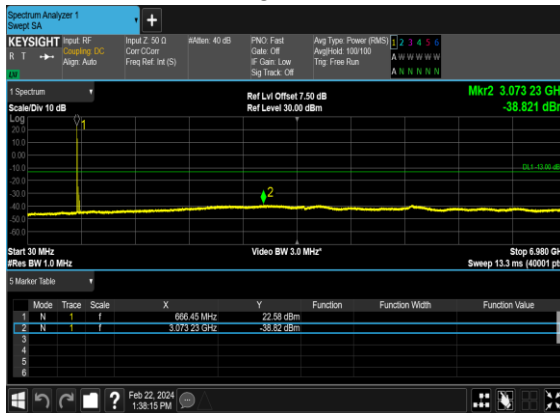 Spectrum Analyzer 1
Swept SA
+
KEYSIGHT Input: RF Input Z: 50 Ω #Atten: 40 dB PNO: Fast Avg Type: Power (RMS) 1 2 3 4 5 6
R T Coupling: DC Corr CCorr Gate: Off Avg|Hold: 100/100 A W W W W W
Align: Auto Freq Ref: Int (S) IF Gain: Low Trig: Free Run
Sig Track: Off A N N N N N
1 Spectrum Ref Lvl Offset 7.50 dB Mkr2 3.073 23 GH
Scale/Div 10 dB Ref Level 30.00 dBm -38.821 dBr
Log
20.0
10.0
0.00
-10.0
-20.0
-30.0
-40.0
-50.0
-60.0
1
DL1 -13.00 dB
2
Start 30 MHz Video BW 3.0 MHz* Stop 6.980 GH
#Res BW 1.0 MHz Sweep 13.3 ms (40001 pt
5 Marker Table
Mode Trace Scale X Y Function Function Width Function Value
1 N 1 f 666.45 MHz 22.58 dBm
2 N 1 f 3.073 23 GHz -38.82 dBm
3
4
5
6
? Feb 22, 2024
1:38:15 PM